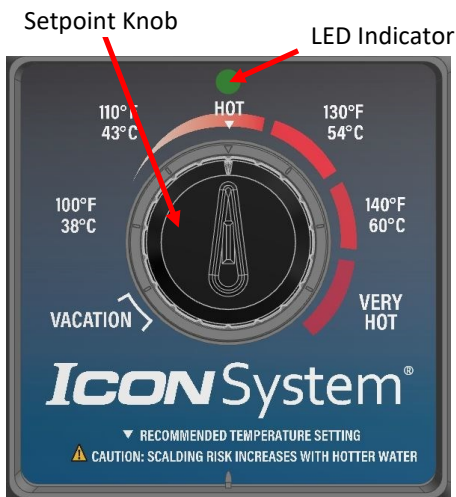 Setpoint Knob
LED Indicator
HOT
110°F
43°C
130°F
54°C
100°F
38°C
140°F
60°C
VACATION
VERY
HOT
ICON System®
▼ RECOMMENDED TEMPERATURE SETTING
⚠ CAUTION: SCALDING RISK INCREASES WITH HOTTER WATER